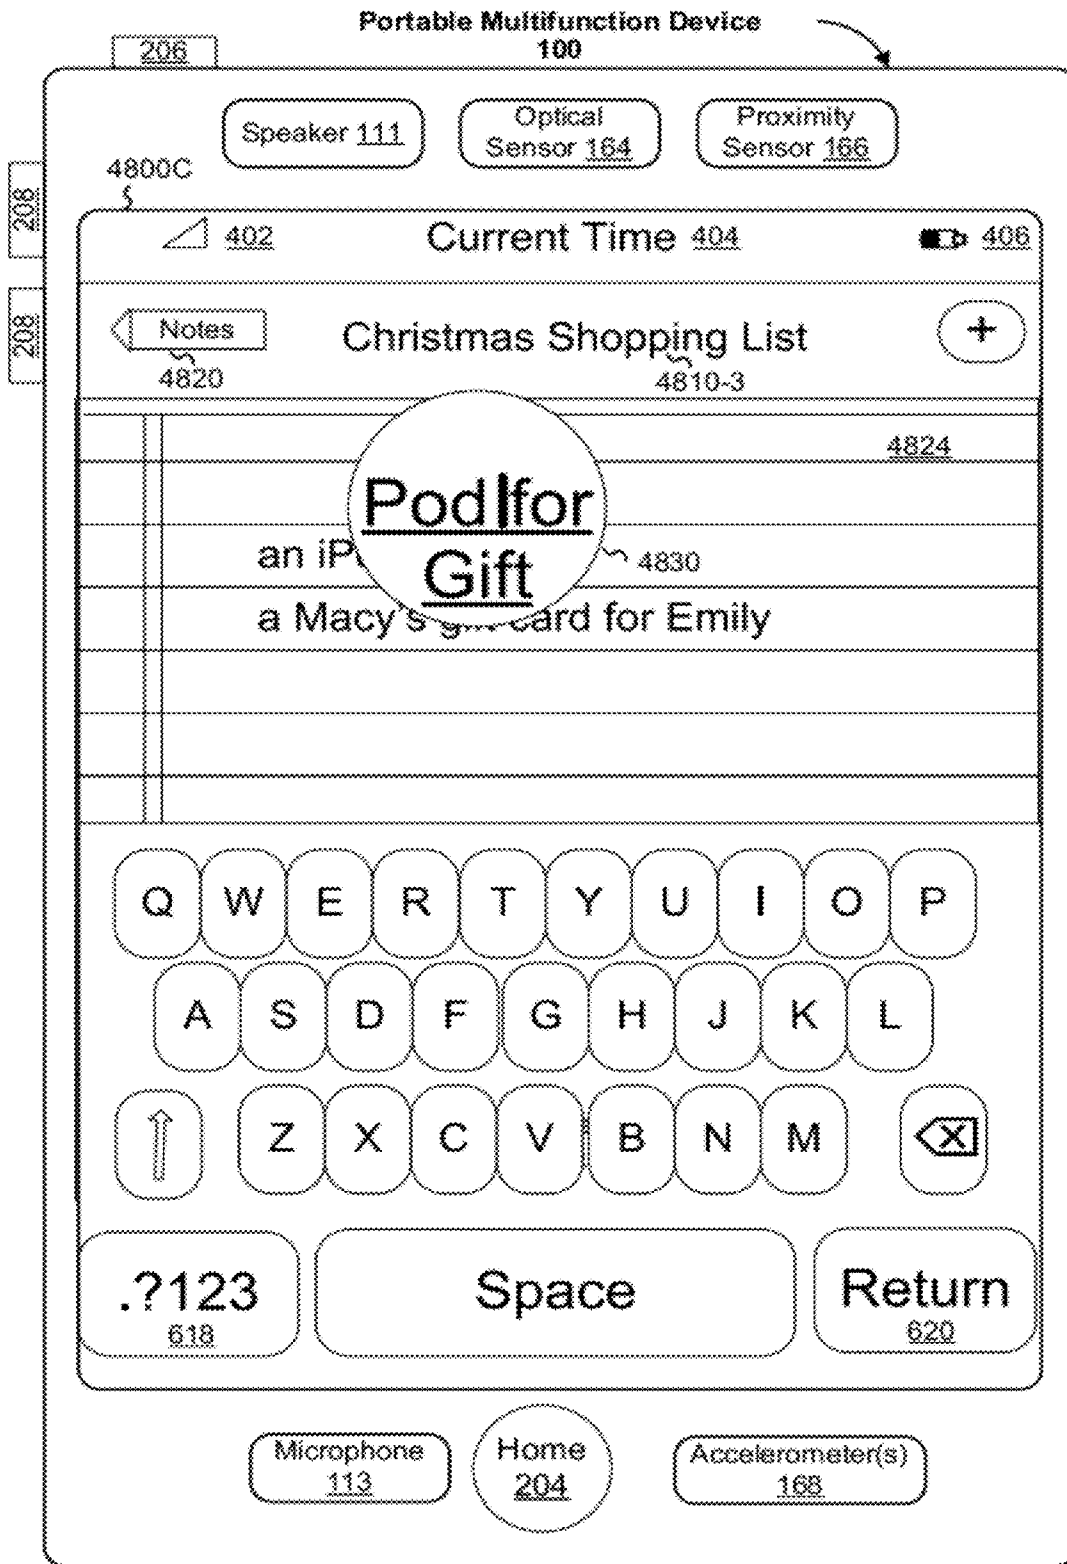 Portable Multifunction Device
100
206
Speaker 111
Optical
Sensor 164
Proximity
Sensor 166
4800C
208
208
402
Current Time 404
406
Notes
4820
Christmas Shopping List
4810-3
+
4824
Pod for
Gift
4830
an iP
a Macy's card for Emily
Q W E R T Y U I O P
A S D F G H J K L
Z X C V B N M
X
.?123
618
Space
Return
620
Microphone
113
Home
204
Accelerometer(s)
168